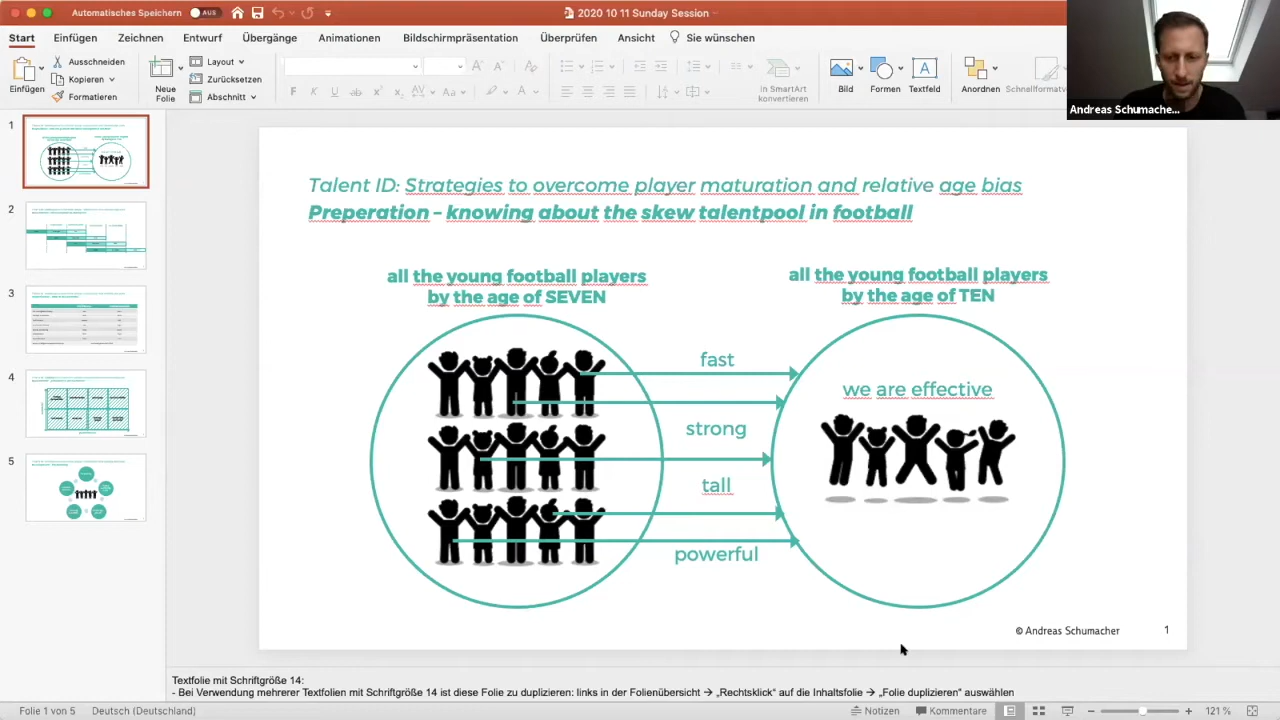 Automatisches Speichern AUS
2020 10 11 Sunday Session
Start Einfügen Zeichnen Entwurf Übergänge Animationen Bildschirmpräsentation Überprüfen Ansicht Sie wünschen
Einfügen
Ausschneiden
Kopieren
Formatieren
Neue
Folie
Layout
Zurücksetzen
Abschnitt
In SmartArt
konvertieren
Bild
Formen
Textfeld
Anordnen
Andreas Schumache...
1
2
3
4
5
Talent ID: Strategies to overcome player maturation and relative age bias
Preperation – knowing about the skew talentpool in football
all the young football players
by the age of SEVEN
all the young football players
by the age of TEN
fast
strong
tall
powerful
we are effective
© Andreas Schumacher 1
Textfolie mit Schriftgröße 14:
- Bei Verwendung mehrerer Textfolien mit Schriftgröße 14 ist diese Folie zu duplizieren: links in der Folienübersicht → „Rechtsklick" auf die Inhaltsfolie → „Folie duplizieren" auswählen
Folie 1 von 5 Deutsch (Deutschland) Notizen Kommentare 121 %